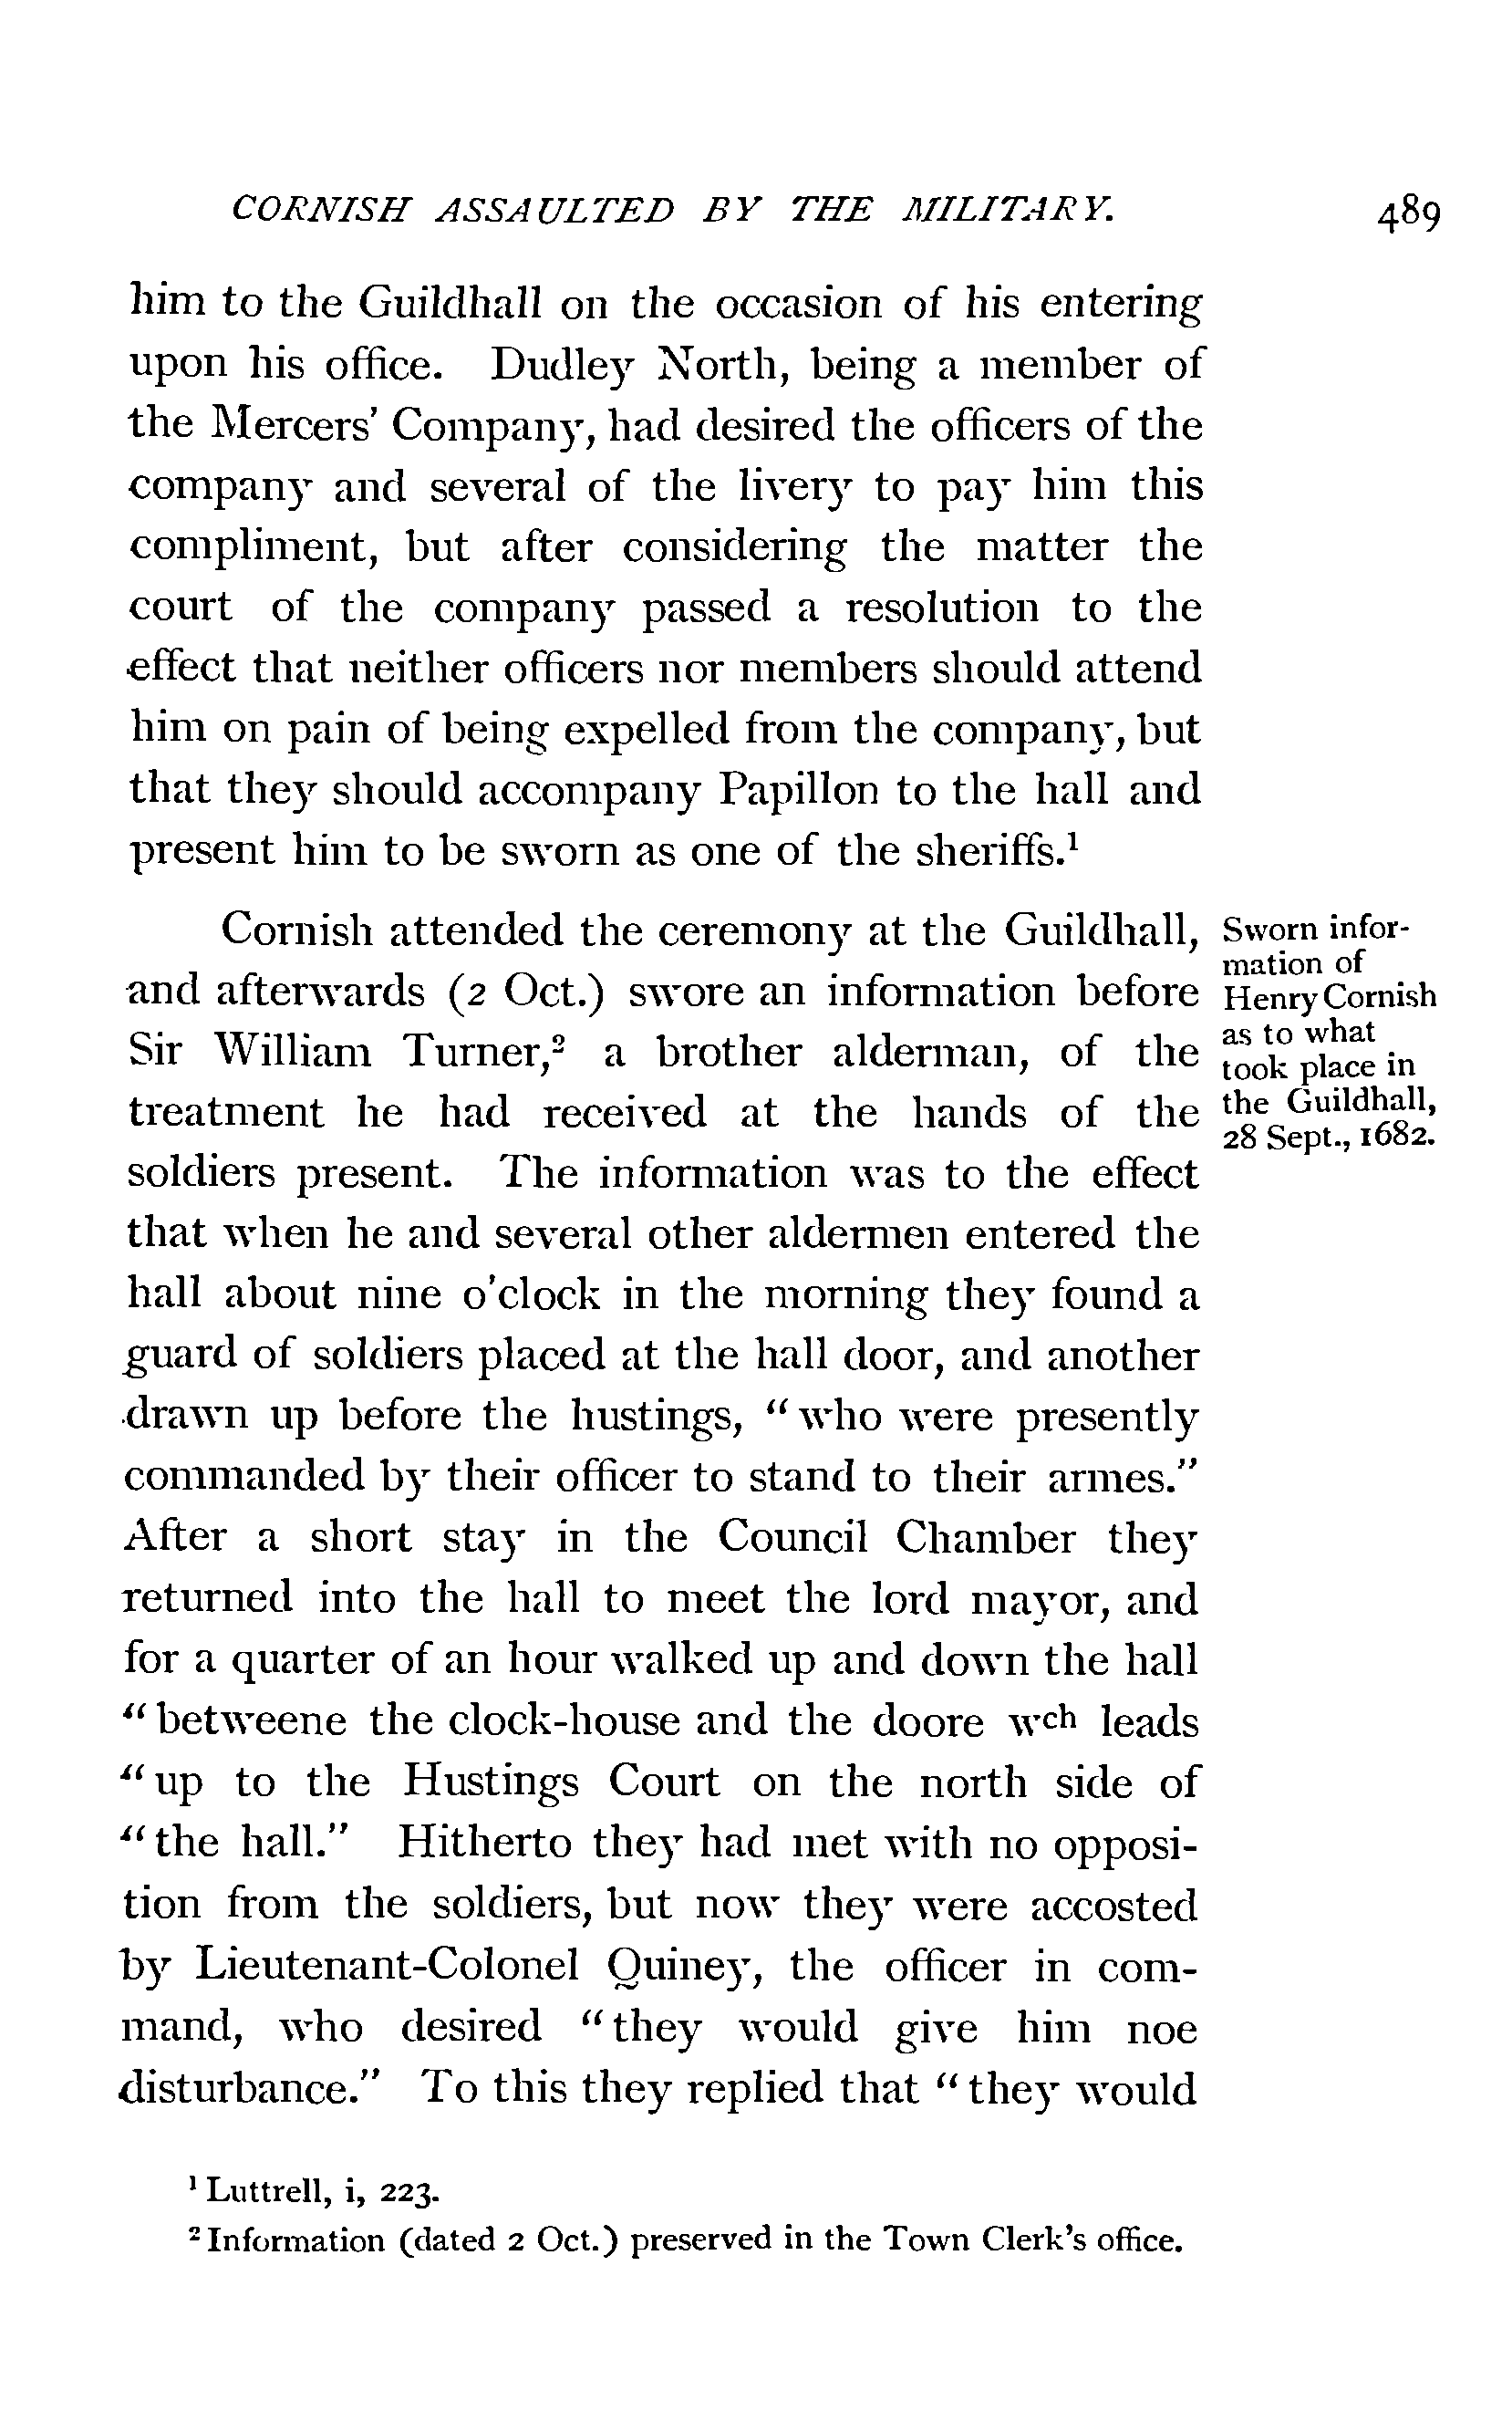 CORNISH ASSAULTED BY THE MILITARY. 489
him to the Guildhall on the occasion of his entering
upon his office. Dudley North, being a member of
the Mercers' Company, had desired the officers of the
company and several of the livery to pay him this
compliment, but after considering the matter the
court of the company passed a resolution to the
effect that neither officers nor members should attend
him on pain of being expelled from the company, but
that they should accompany Papillon to the hall and
present him to be sworn as one of the sheriffs.¹
Cornish attended the ceremony at the Guildhall,
and afterwards (2 Oct.) swore an information before
Sir William Turner,² a brother alderman, of the
treatment he had received at the hands of the
soldiers present. The information was to the effect
that when he and several other aldermen entered the
hall about nine o'clock in the morning they found a
guard of soldiers placed at the hall door, and another
drawn up before the hustings, "who were presently
commanded by their officer to stand to their armes."
After a short stay in the Council Chamber they
returned into the hall to meet the lord mayor, and
for a quarter of an hour walked up and down the hall
"betweene the clock-house and the doore wch leads
"up to the Hustings Court on the north side of
"the hall." Hitherto they had met with no opposi-
tion from the soldiers, but now they were accosted
by Lieutenant-Colonel Quiney, the officer in com-
mand, who desired "they would give him noe
disturbance." To this they replied that "they would
Sworn infor-
mation of
Henry Cornish
as to what
took place in
the Guildhall,
28 Sept., 1682.
¹ Luttrell, i, 223.
² Information (dated 2 Oct.) preserved in the Town Clerk's office.